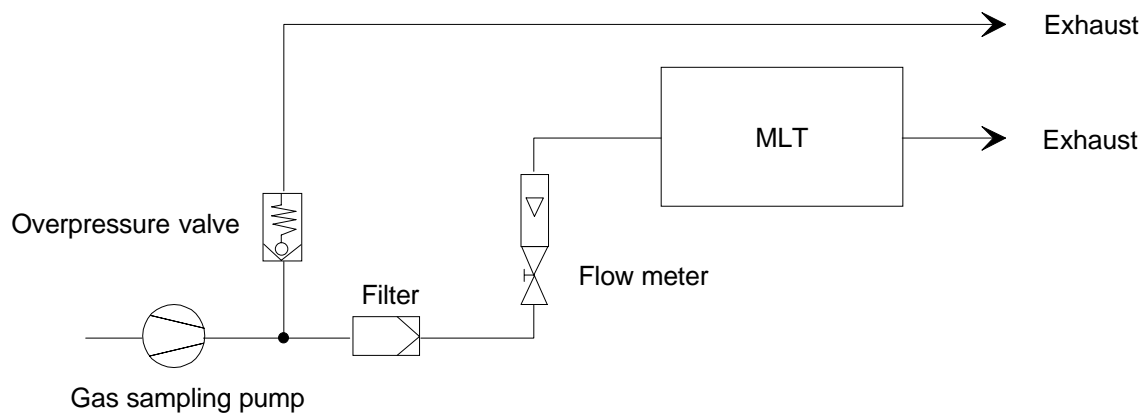 Exhaust
MLT
Exhaust
Overpressure valve
Flow meter
Filter
Gas sampling pump